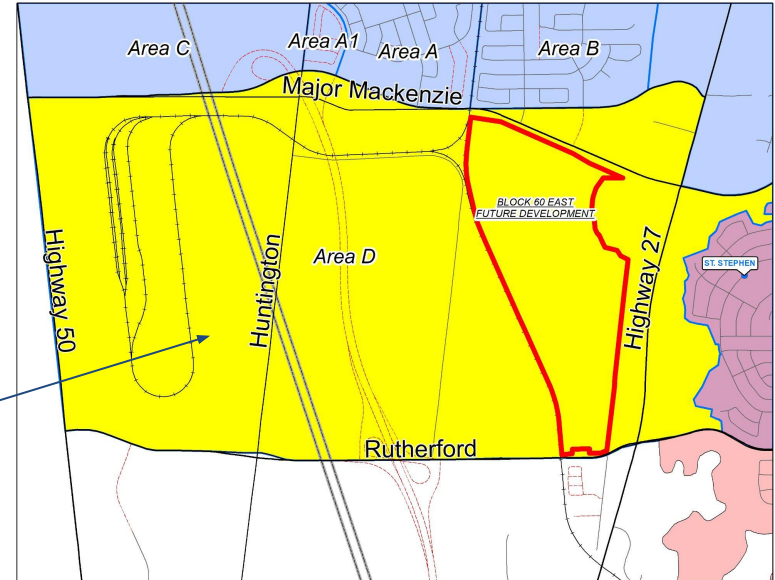 Area C
Area A1
Area A
Area B
Major Mackenzie
BLOCK 60 EAST
FUTURE DEVELOPMENT
Highway 50
Huntington
Area D
Highway 27
ST. STEPHEN
Rutherford